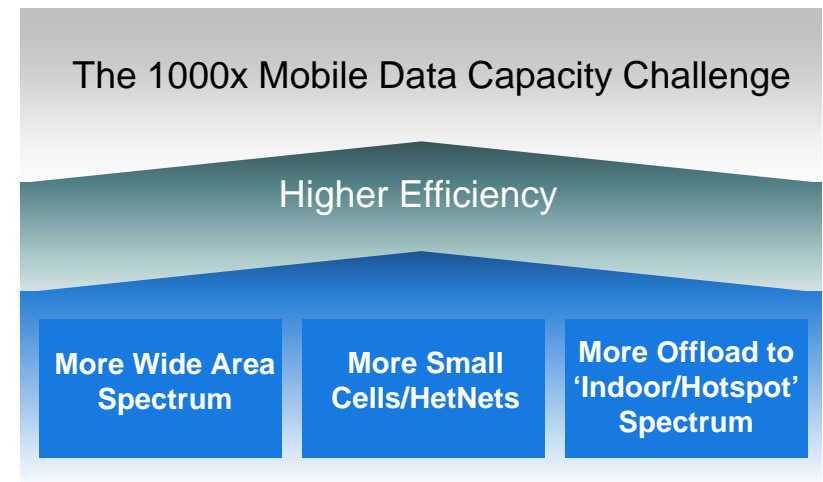 The 1000x Mobile Data Capacity Challenge
Higher Efficiency
More Wide Area
Spectrum
More Small
Cells/HetNets
More Offload to
‘Indoor/Hotspot’
Spectrum